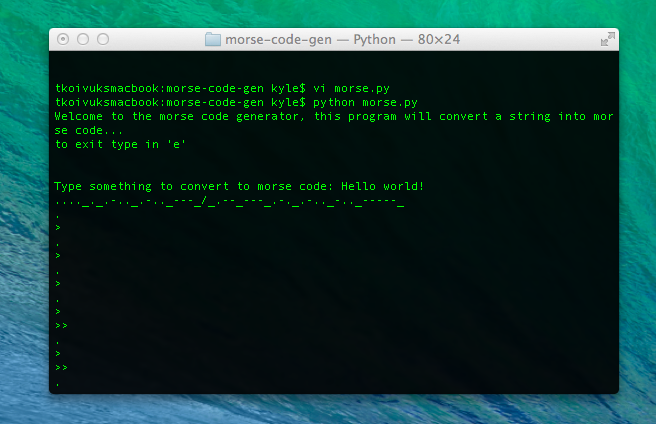 morse-code-gen — Python — 80×24
tkoivuksmacbook:morse-code-gen kyle$ vi morse.py
tkoivuksmacbook:morse-code-gen kyle$ python morse.py
Welcome to the morse code generator, this program will convert a string into mor
se code...
to exit type in 'e'
Type something to convert to morse code: Hello world!
...._._.-.._.-.._---_/_.--_---_.-._.-.._-.._-----_
.
>
.
>
.
>
.
>
>>
.
>
>>
.